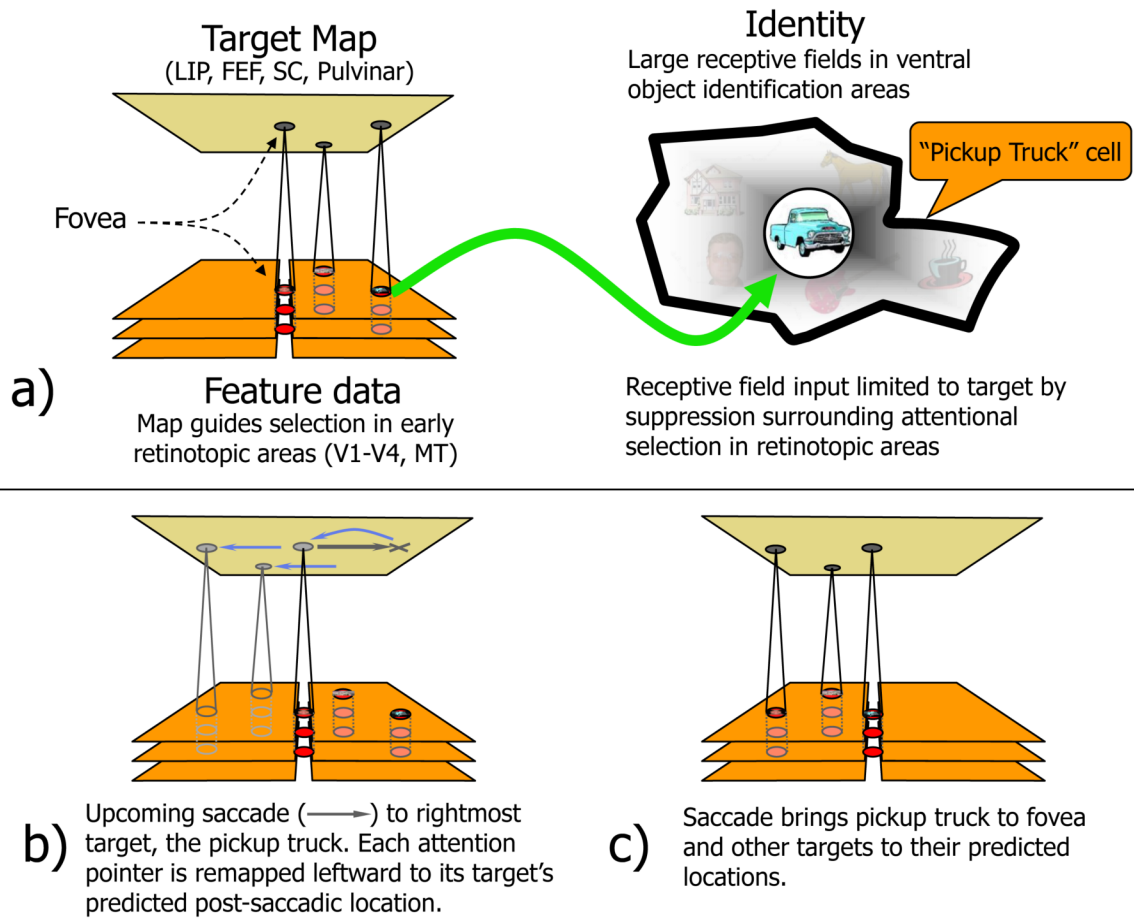 Target Map
(LIP, FEF, SC, Pulvinar)
Fovea
a)
Feature data
Map guides selection in early
retinotopic areas (V1-V4, MT)
Identity
Large receptive fields in ventral
object identification areas
“Pickup Truck” cell
Receptive field input limited to target by
suppression surrounding attentional
selection in retinotopic areas
b)
Upcoming saccade (⟶) to rightmost
target, the pickup truck. Each attention
pointer is remapped leftward to its target’s
predicted post-saccadic location.
c)
Saccade brings pickup truck to fovea
and other targets to their predicted
locations.